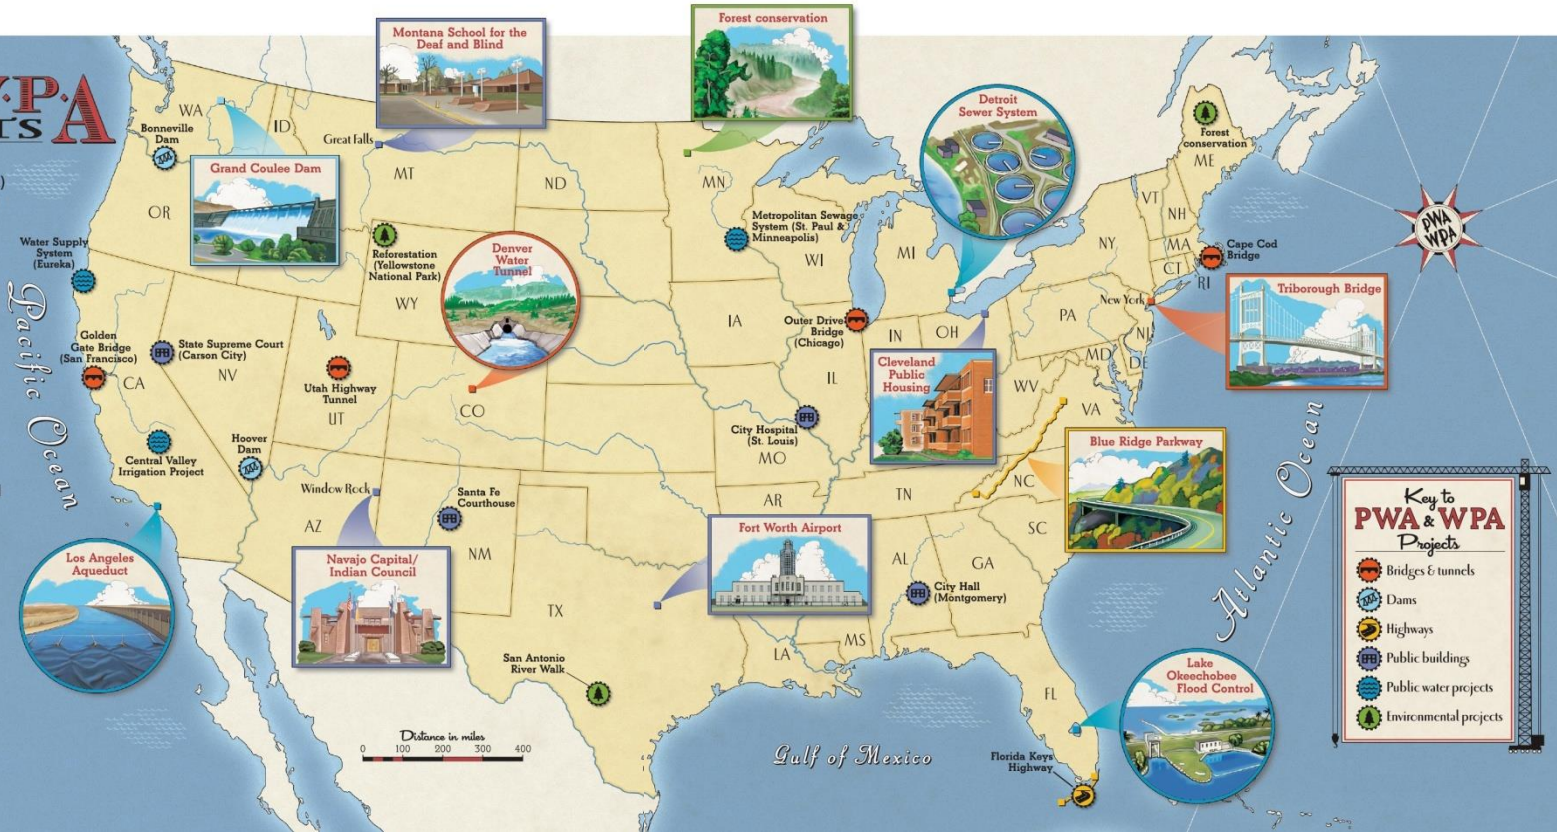 W·P·A
TS
)
Montana School for the
Deaf and Blind
Forest conservation
Detroit
Sewer System
Forest
conservation
ME
WA
Bonneville
Dam
ID
Great Falls
Grand Coulee Dam
MT
ND
MN
OR
VT
NH
PWA
WPA
Metropolitan Sewage
System (St. Paul &
Minneapolis)
WI
MI
NY
MA
CT
RI
Cape Cod
Bridge
Water Supply
System
(Eureka)
Reforestation
(Yellowstone
National Park)
WY
Denver
Water
Tunnel
New York
Triborough Bridge
Pacific Ocean
Golden
Gate Bridge
(San Francisco)
CA
State Supreme Court
(Carson City)
NV
Utah Highway
Tunnel
UT
CO
IA
Outer Drive
Bridge
(Chicago)
IL
IN
OH
PA
NJ
MD
DE
Cleveland
Public
Housing
WV
VA
Central Valley
Irrigation Project
Hoover
Dam
City Hospital
(St. Louis)
MO
Blue Ridge Parkway
Atlantic Ocean
Window Rock
Santa Fe
Courthouse
AZ
NM
AR
TN
NC
SC
Fort Worth Airport
Los Angeles
Aqueduct
Navajo Capital/
Indian Council
TX
AL
GA
City Hall
(Montgomery)
MS
LA
San Antonio
River Walk
FL
Lake
Okeechobee
Flood Control
Distance in miles
0 100 200 300 400
Gulf of Mexico
Florida Keys
Highway
Key to
PWA & WPA
Projects
Bridges & tunnels
Dams
Highways
Public buildings
Public water projects
Environmental projects